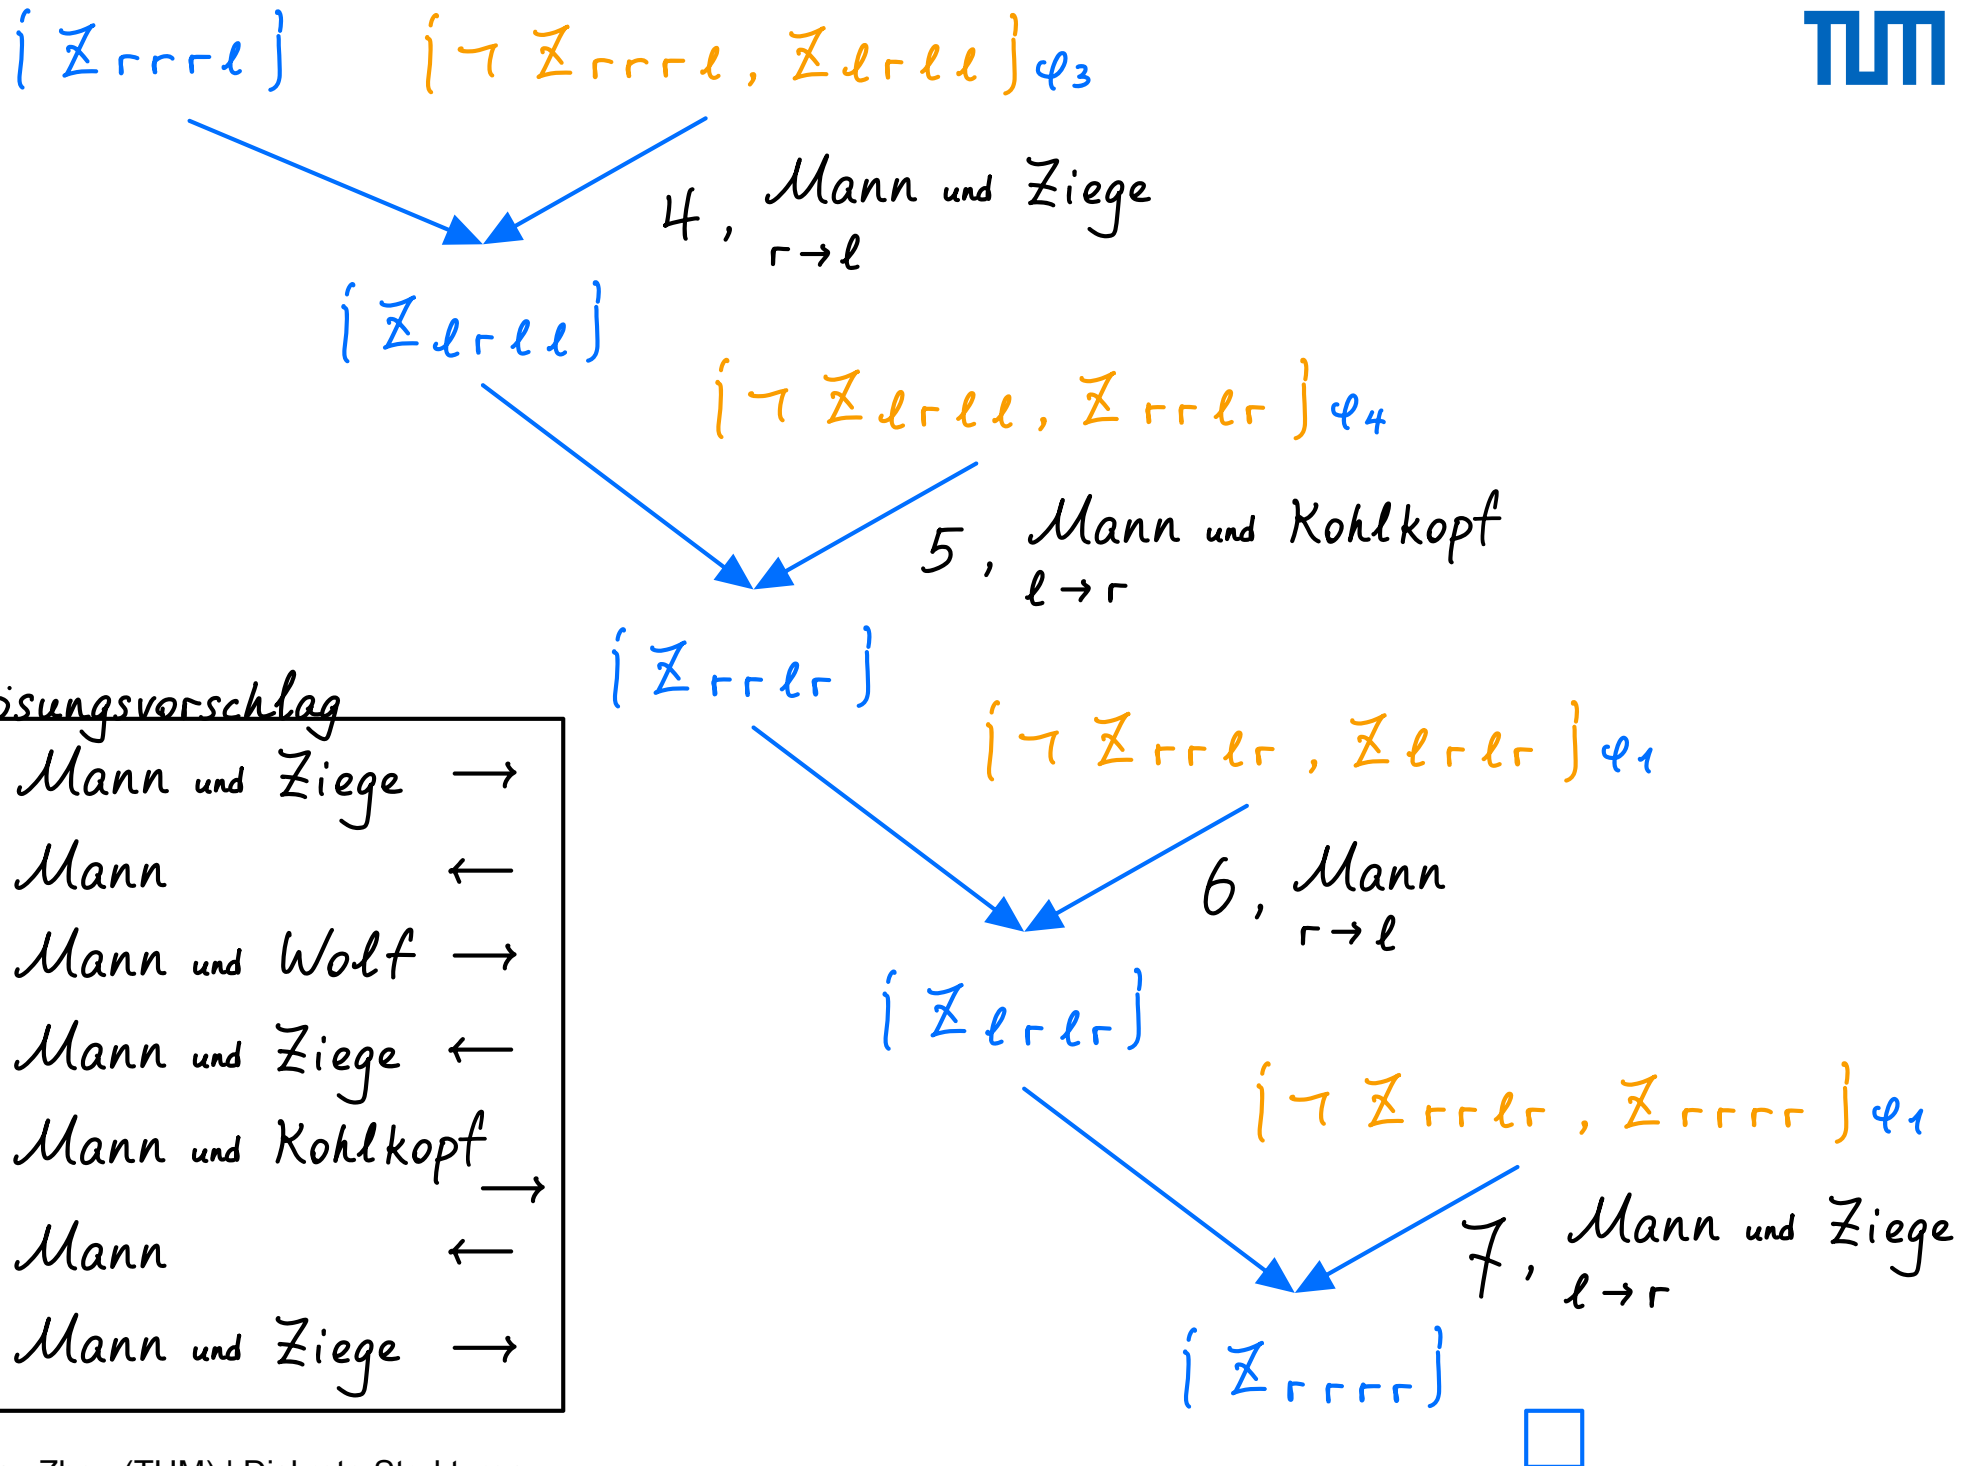 { Z r r r l } { ¬ Z r r r l , Z l r l l } φ3
TUM
4, Mann und Ziege
r → l
{ Z l r l l }
{ ¬ Z l r l l , Z r r l r } φ4
5, Mann und Kohlkopf
l → r
{ Z r r l r }
{ ¬ Z r r l r , Z l r l r } φ1
6, Mann
r → l
{ Z l r l r }
{ ¬ Z r r l r , Z r r r r } φ1
7, Mann und Ziege
l → r
{ Z r r r r }
ösungsvorschlag
Mann und Ziege →
Mann ←
Mann und Wolf →
Mann und Ziege ←
Mann und Kohlkopf →
Mann ←
Mann und Ziege →